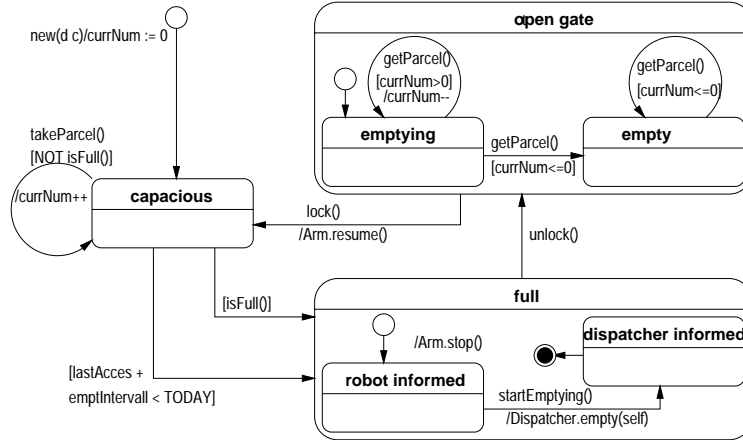 open gate
new(d c)/currNum := 0
getParcel()
[currNum>0]
/currNum--
getParcel()
[currNum<=0]
emptying
empty
takeParcel()
[NOT isFull()]
getParcel()
[currNum<=0]
/currNum++
capacious
lock()
/Arm.resume()
unlock()
full
[isFull()]
dispatcher informed
/Arm.stop()
[lastAcces +
emptIntervall < TODAY]
robot informed
startEmptying()
/Dispatcher.empty(self)